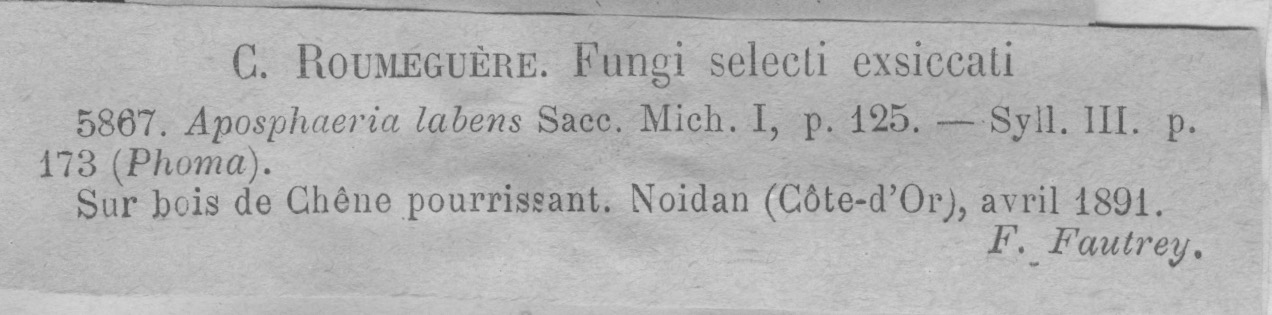 C. ROUMÉGUÈRE. Fungi selecti exsiccati
5867. Aposphaeria labens Sacc. Mich. I, p. 125. — Syll. III. p.
173 (Phoma).
Sur bois de Chêne pourrissant. Noidan (Côte-d'Or), avril 1891.
F. Fautrey.